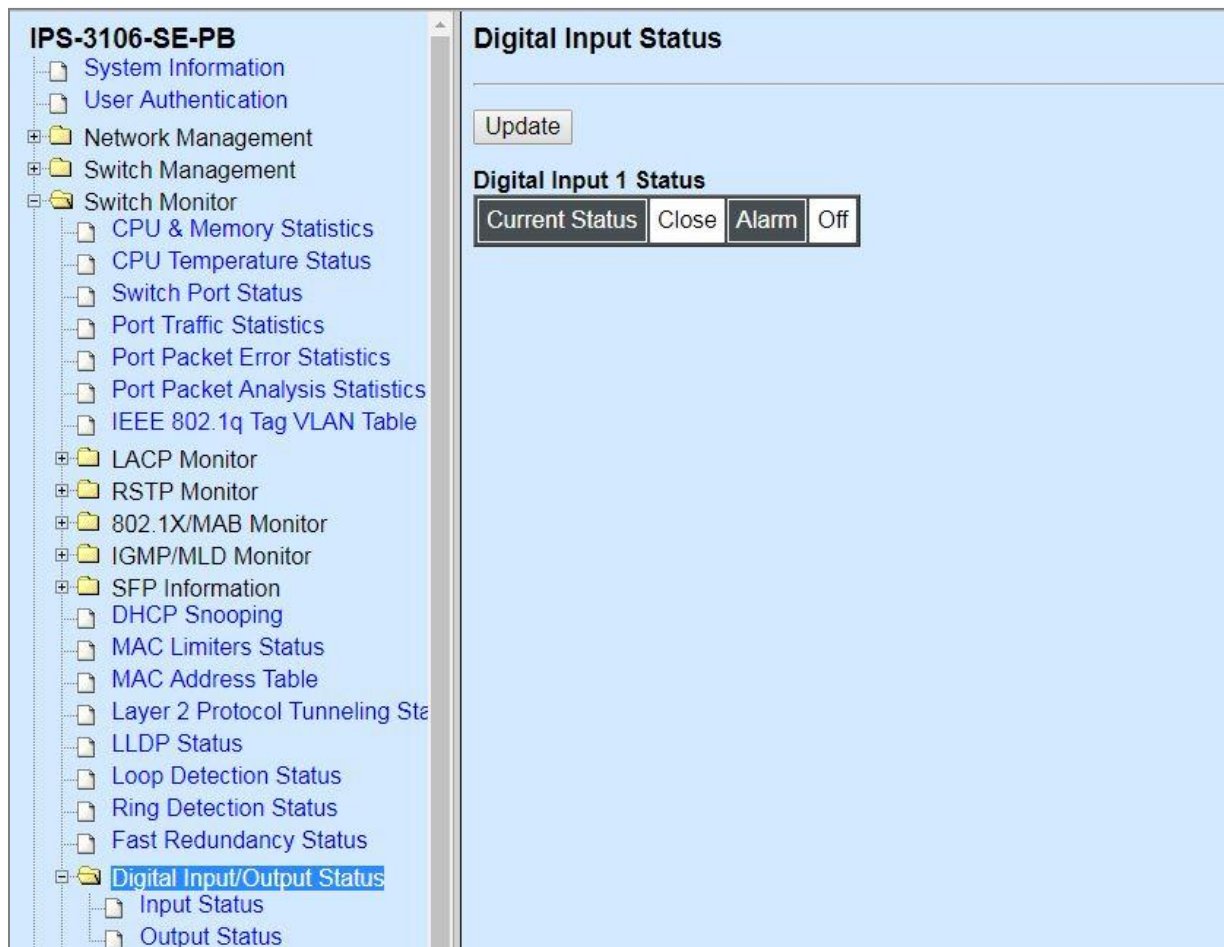 IPS-3106-SE-PB
System Information
User Authentication
Network Management
Switch Management
Switch Monitor
CPU & Memory Statistics
CPU Temperature Status
Switch Port Status
Port Traffic Statistics
Port Packet Error Statistics
Port Packet Analysis Statistics
IEEE 802.1q Tag VLAN Table
LACP Monitor
RSTP Monitor
802.1X/MAB Monitor
IGMP/MLD Monitor
SFP Information
DHCP Snooping
MAC Limiters Status
MAC Address Table
Layer 2 Protocol Tunneling Sta
LLDP Status
Loop Detection Status
Ring Detection Status
Fast Redundancy Status
Digital Input/Output Status
Input Status
Output Status
Digital Input Status
Update
Digital Input 1 Status
Current Status Close Alarm Off